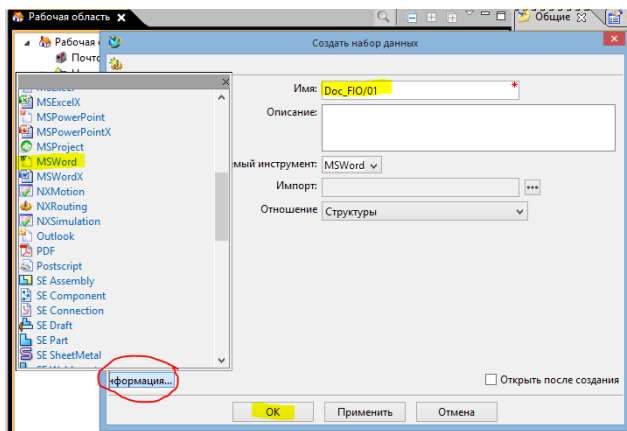 Рабочая область
Общие
Рабочая
Почто
Создать набор данных
MSExcelX
MSPowerPoint
MSPowerPointX
MSProject
MSWord
MSWordX
NXMotion
NXRouting
NXSimulation
Outlook
PDF
Postscript
SE Assembly
SE Component
SE Connection
SE Draft
SE Part
SE SheetMetal
Имя: Doc_FIO/01 *
Описание:
емый инструмент: MSWord
Импорт: ...
Отношение Структуры
нформация...
Открыть после создания
ОК Применить Отмена